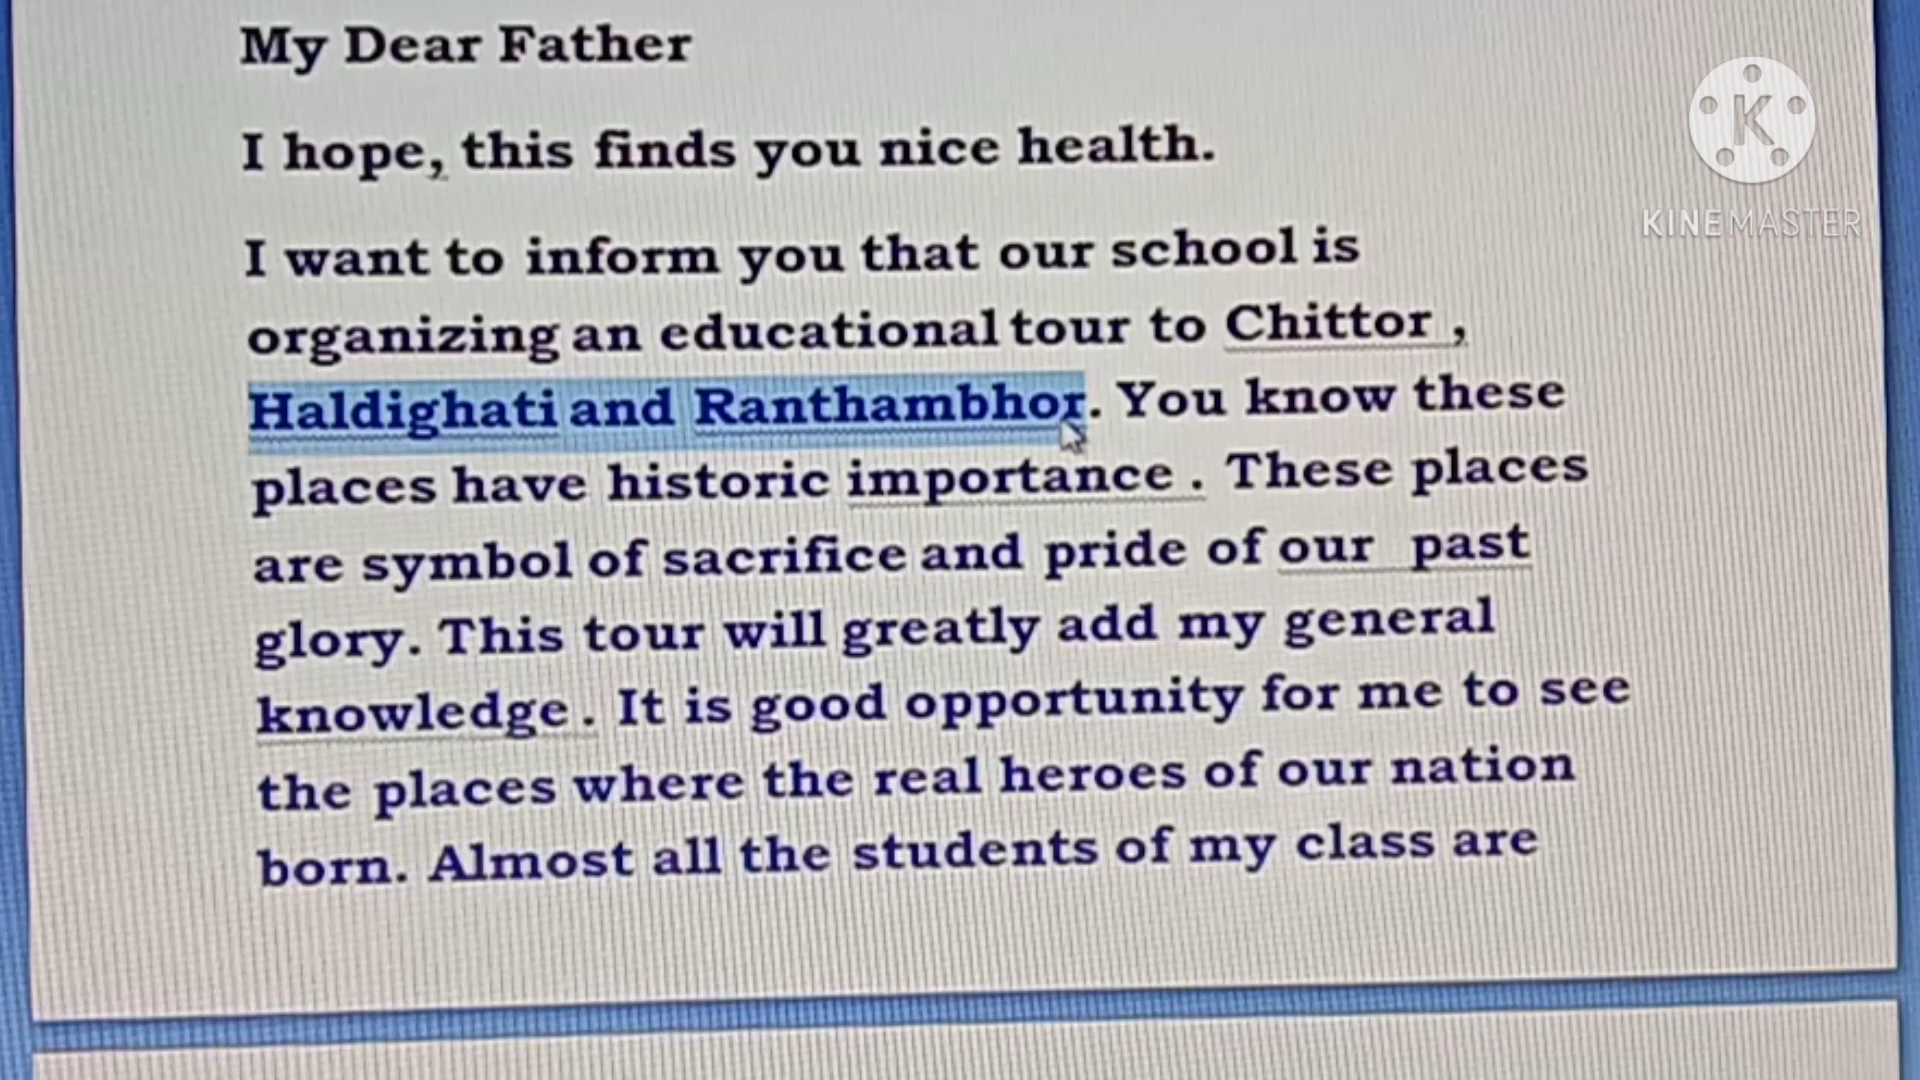 My Dear Father
I hope, this finds you nice health.
I want to inform you that our school is
organizing an educational tour to Chittor ,
Haldighati and Ranthambhor. You know these
places have historic importance . These places
are symbol of sacrifice and pride of our  past
glory. This tour will greatly add my general
knowledge . It is good opportunity for me to see
the places where the real heroes of our nation
born. Almost all the students of my class are
K
KINEMASTER